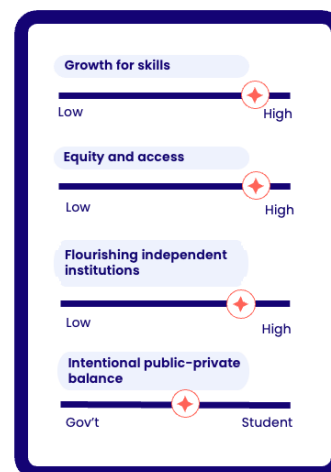 Growth for skills
Low
High
Equity and access
Low
High
Flourishing independent
institutions
Low
High
Intentional public-private
balance
Gov't
Student